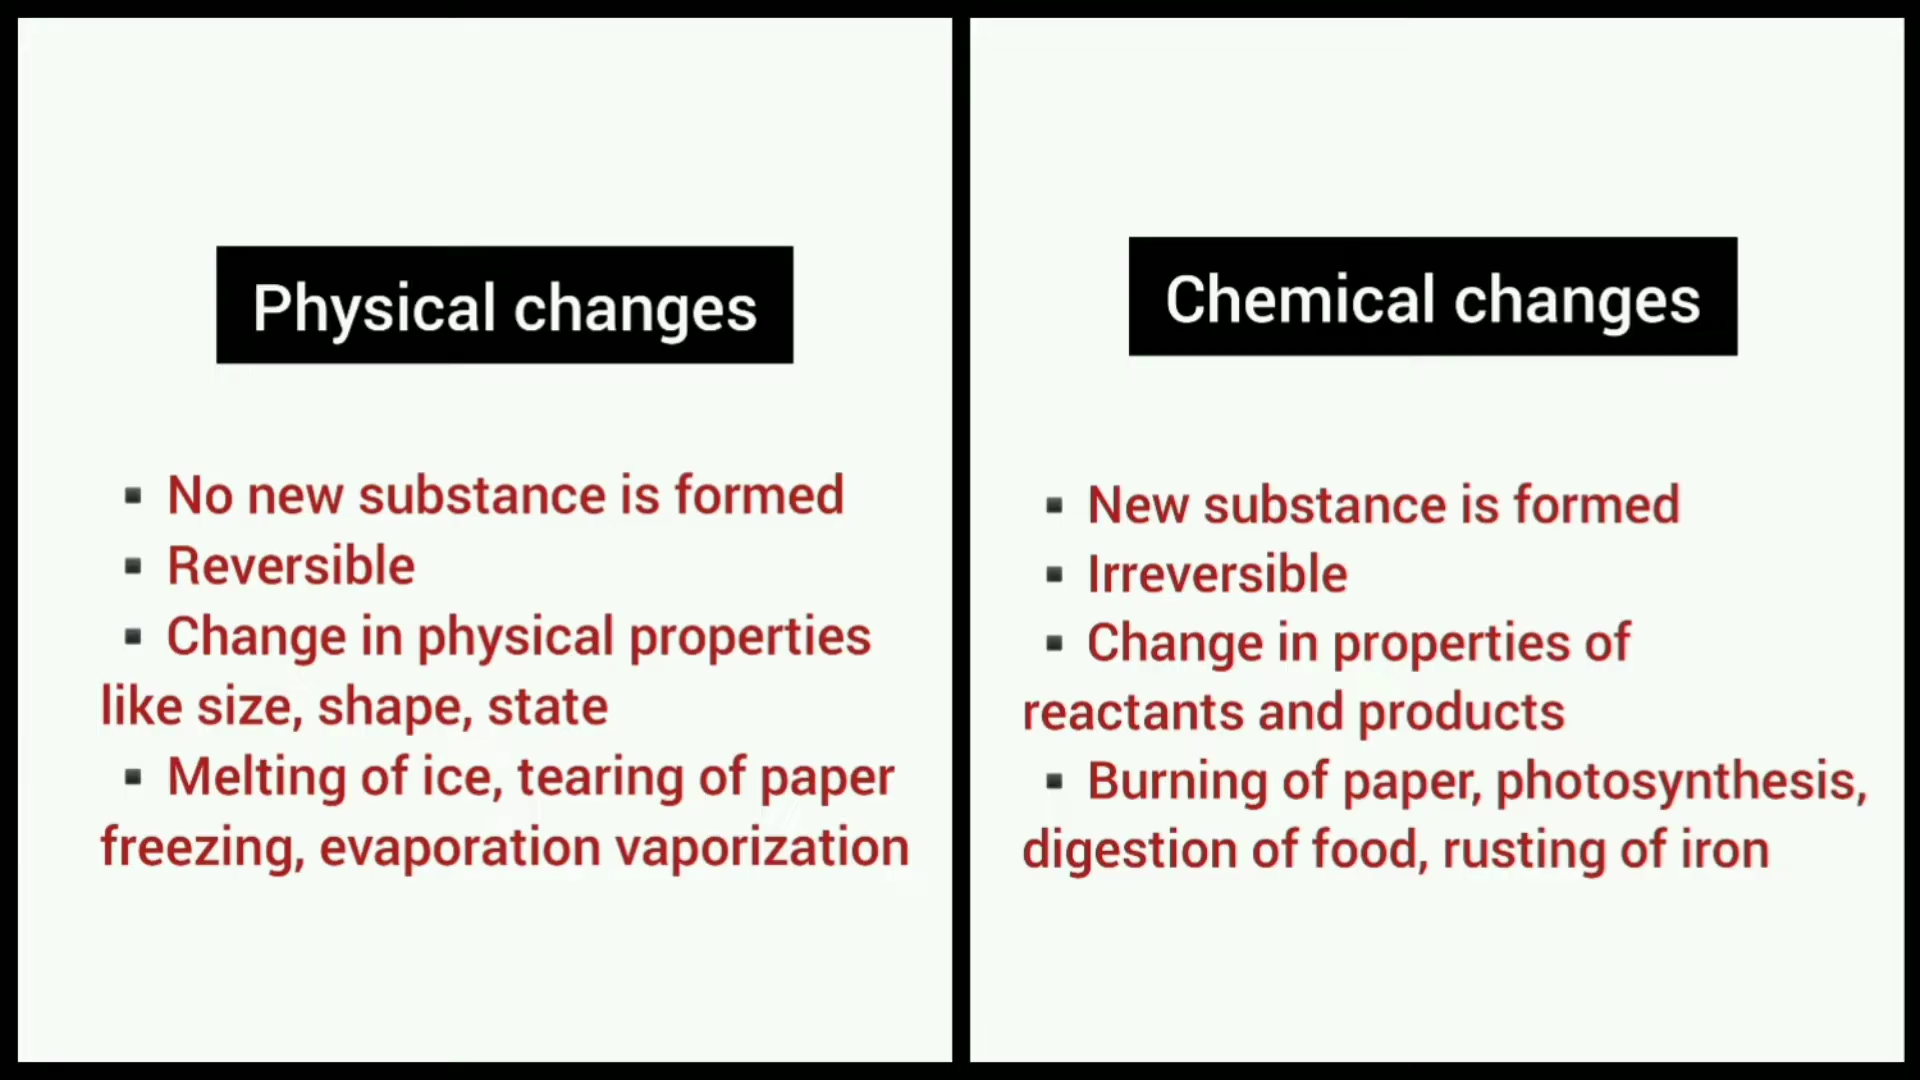 Physical changes
▪ No new substance is formed
▪ Reversible
▪ Change in physical properties
like size, shape, state
▪ Melting of ice, tearing of paper
freezing, evaporation vaporization
Chemical changes
▪ New substance is formed
▪ Irreversible
▪ Change in properties of
reactants and products
▪ Burning of paper, photosynthesis,
digestion of food, rusting of iron